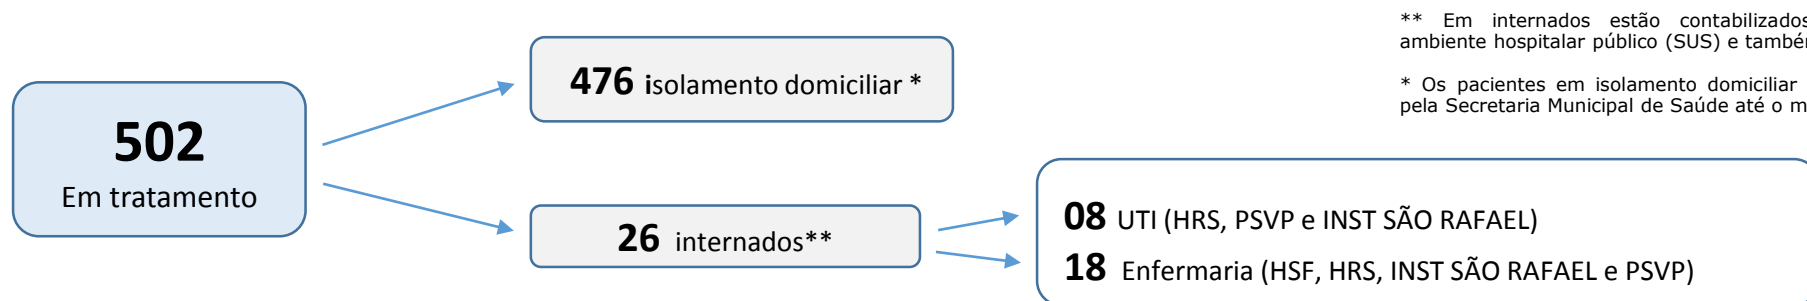 ** Em internados estão contabilizados
ambiente hospitalar público (SUS) e também
* Os pacientes em isolamento domiciliar
pela Secretaria Municipal de Saúde até o
476 isolamento domiciliar *
502
Em tratamento
26 internados**
08 UTI (HRS, PSVP e INST SÃO RAFAEL)
18 Enfermaria (HSF, HRS, INST SÃO RAFAEL e PSVP)